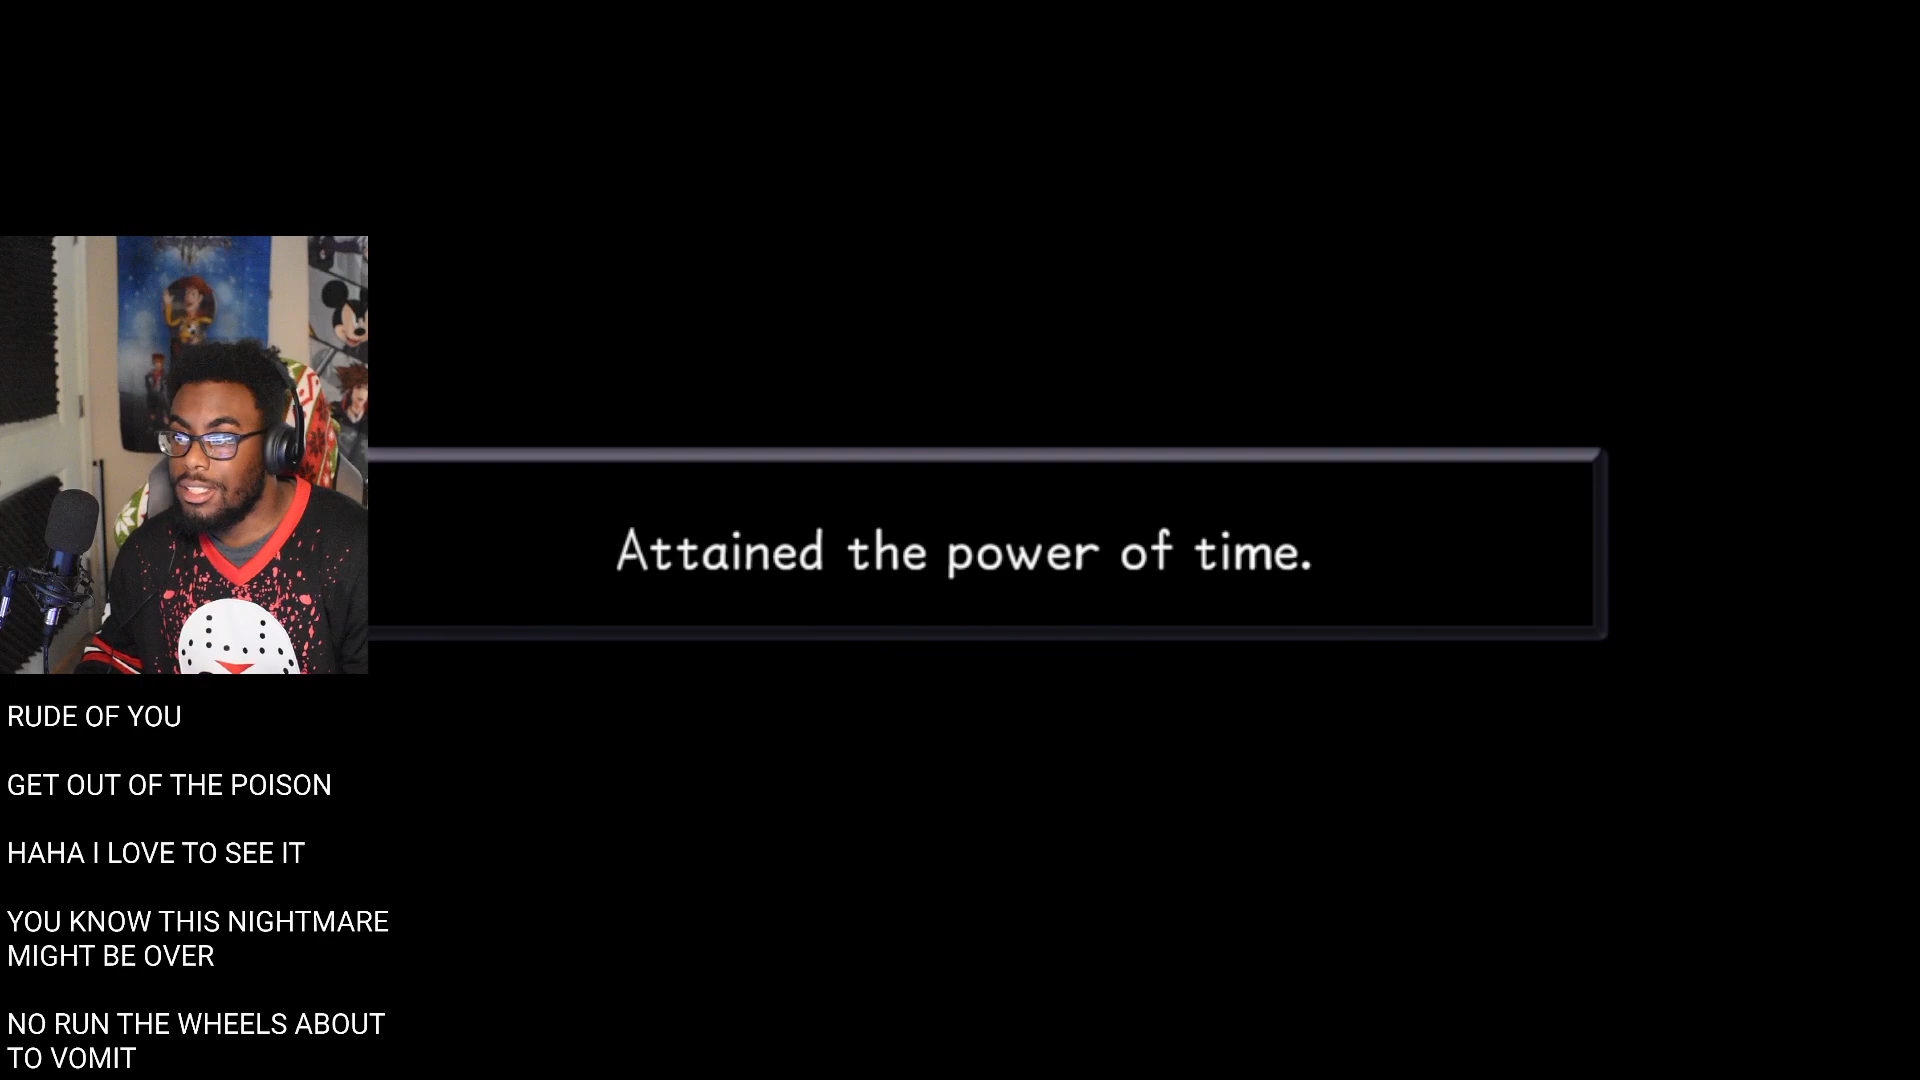 Attained the power of time.
RUDE OF YOU
GET OUT OF THE POISON
HAHA I LOVE TO SEE IT
YOU KNOW THIS NIGHTMARE
MIGHT BE OVER
NO RUN THE WHEELS ABOUT
TO VOMIT